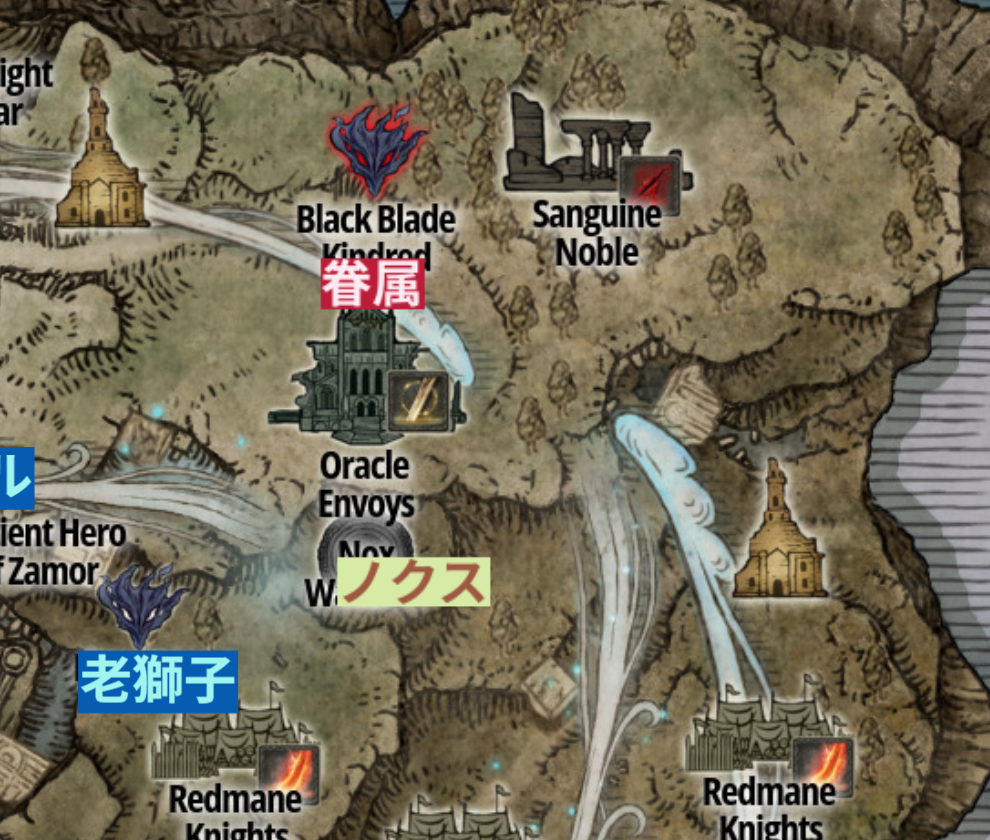 ight
ar
Black Blade
Kindred
眷属
Sanguine
Noble
Oracle
Envoys
ル
ient Hero
f Zamor
Nox
ノクス
老獅子
Redmane
Knights
Redmane
Knights